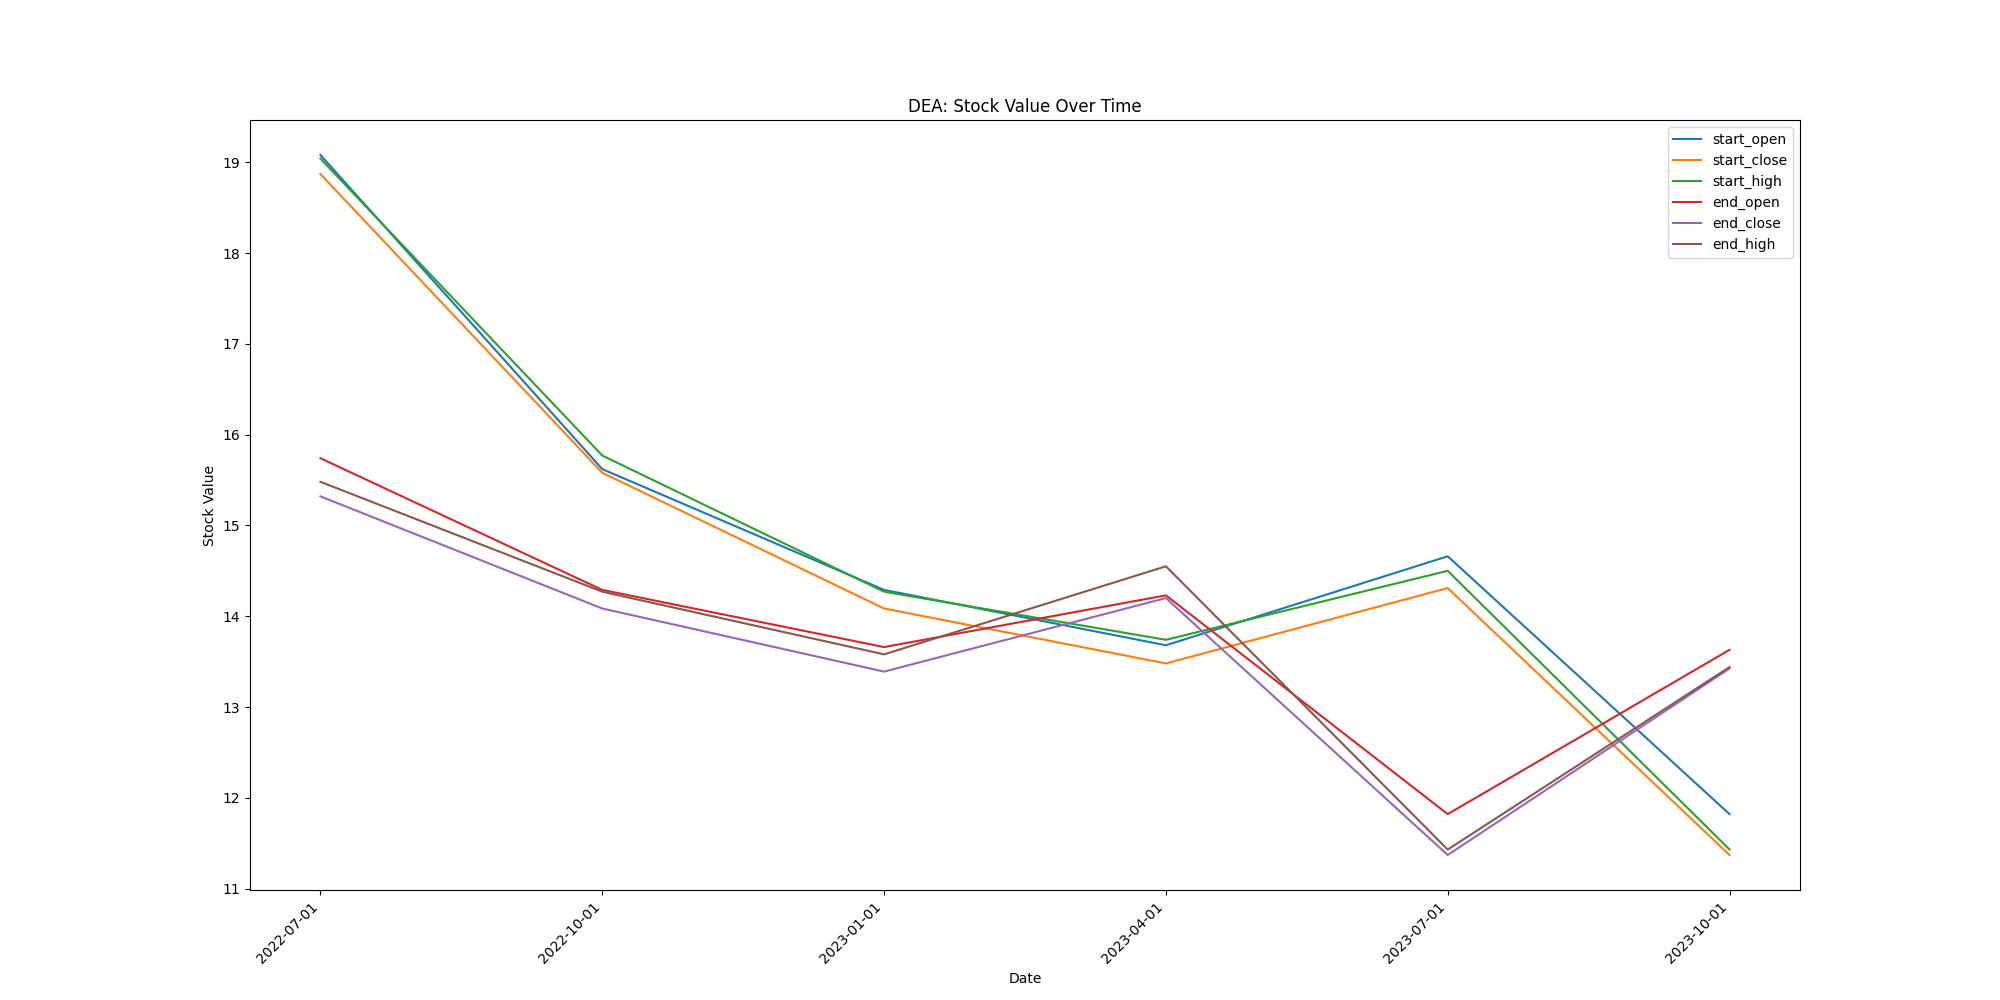 DEA: Stock Value Over Time
start_open
start_close
start_high
end_open
end_close
end_high
Stock Value
19
18
17
16
15
14
13
12
11
2022-07-01
2022-10-01
2023-01-01
2023-04-01
2023-07-01
2023-10-01
Date